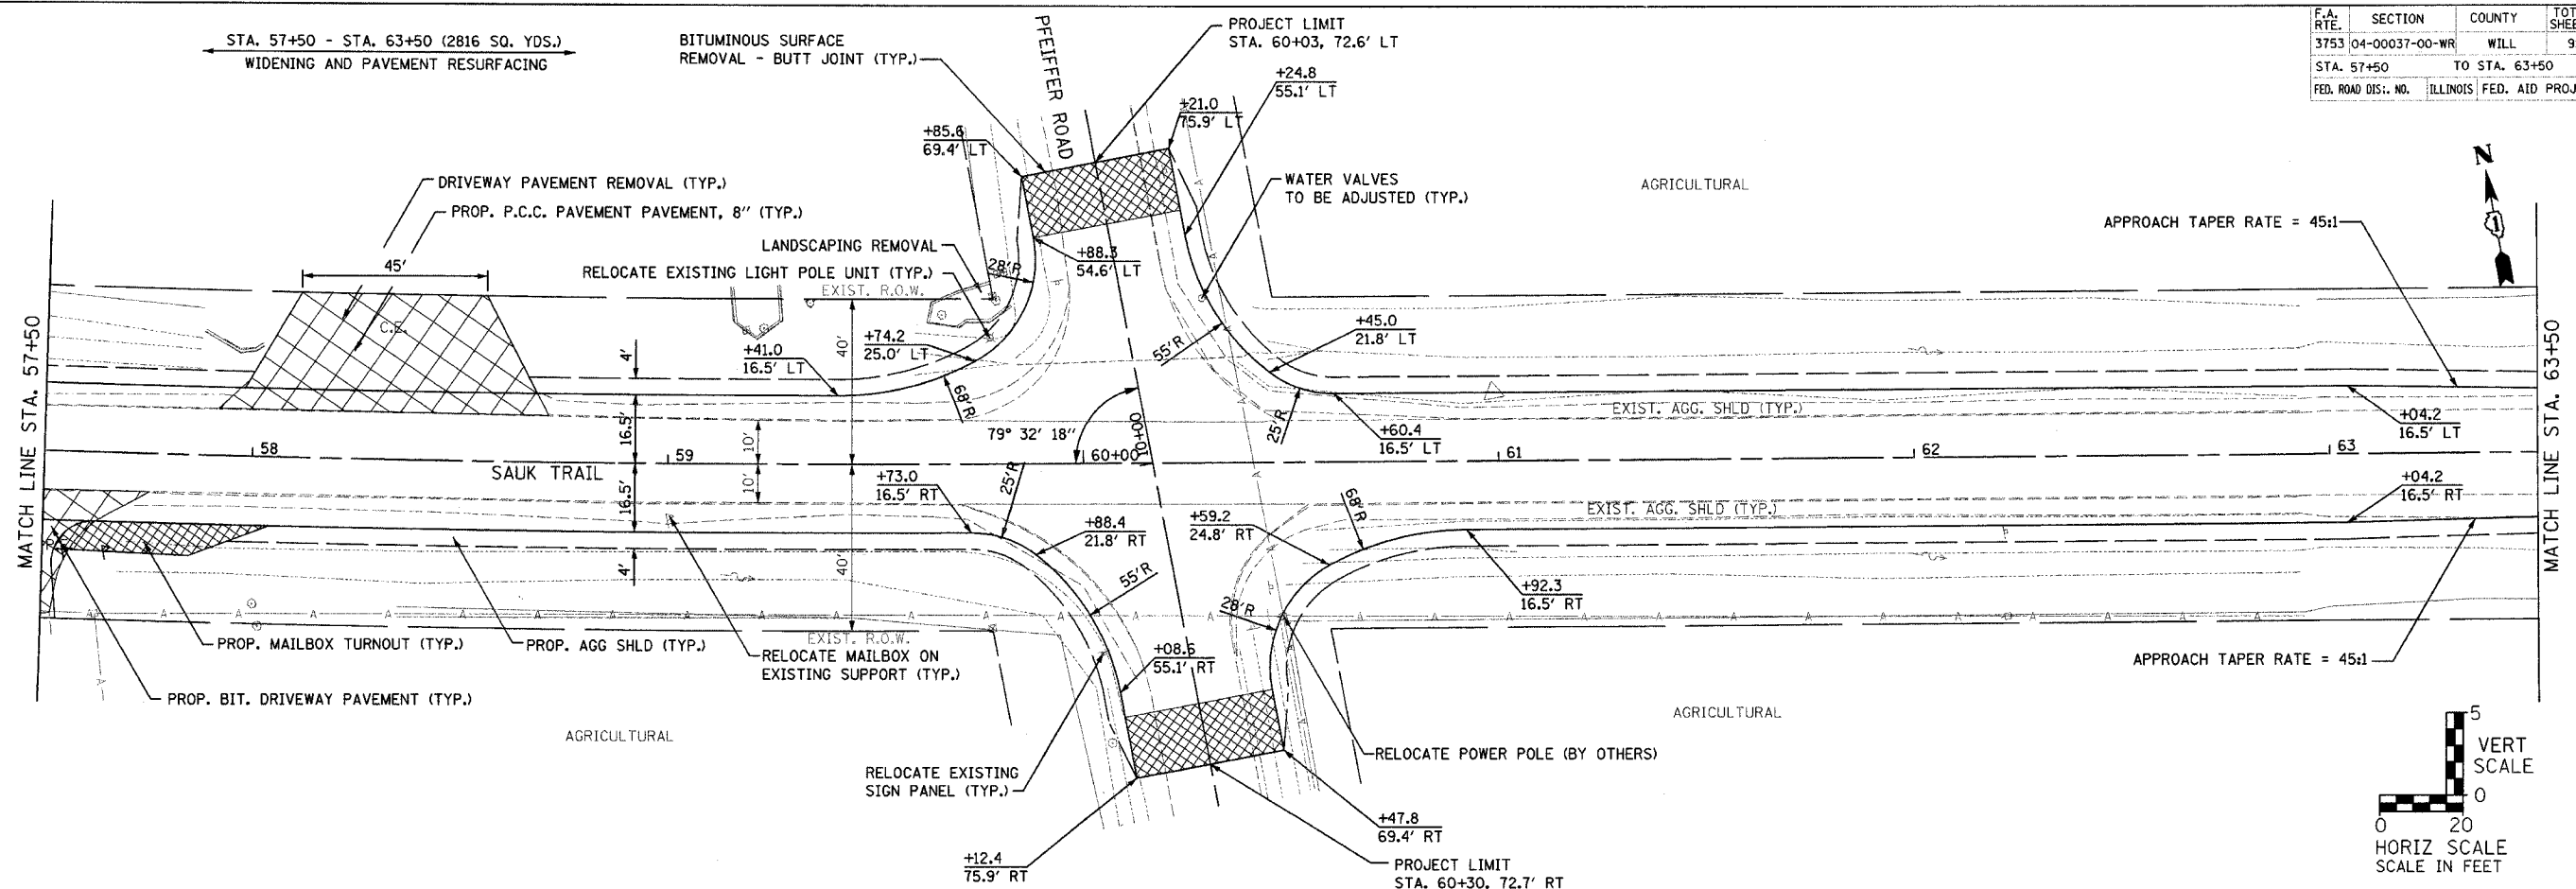 STA. 57+50 - STA. 63+50 (2816 SQ. YDS.)
WIDENING AND PAVEMENT RESURFACING
BITUMINOUS SURFACE
REMOVAL - BUTT JOINT (TYP.)
PFEIFFER ROAD
PROJECT LIMIT
STA. 60+03, 72.6' LT
+24.8
55.1' LT
+21.0
75.9' LT
+85.6
69.4' LT
F.A.
RTE.
SECTION
COUNTY
3753
04-00037-00-WR
WILL
9
STA. 57+50 TO STA. 63+50
FED. ROAD DIST. NO.
ILLINOIS
FED. AID PROJ
N
1
DRIVEWAY PAVEMENT REMOVAL (TYP.)
PROP. P.C.C. PAVEMENT PAVEMENT, 8" (TYP.)
45'
C.E.
LANDSCAPING REMOVAL
RELOCATE EXISTING LIGHT POLE UNIT (TYP.)
EXIST. R.O.W.
28'R
+88.3
54.6' LT
WATER VALVES
TO BE ADJUSTED (TYP.)
AGRICULTURAL
APPROACH TAPER RATE = 45:1
MATCH LINE STA. 57+50
4'
+41.0
16.5' LT
+74.2
25.0' LT
40'
68'R
55'R
+45.0
21.8' LT
25'R
+60.4
16.5' LT
EXIST. AGG. SHLD (TYP.)
+04.2
16.5' LT
MATCH LINE STA. 63+50
16.5'
10'
79° 32' 18"
10+00
58
59
60+00
61
62
63
SAUK TRAIL
16.5'
10'
+73.0
16.5' RT
25'R
+88.4
21.8' RT
+59.2
24.8' RT
68'R
EXIST. AGG. SHLD (TYP.)
+04.2
16.5' RT
4'
40'
55'R
28'R
+92.3
16.5' RT
A A A A A A A A A A A A A A A
PROP. MAILBOX TURNOUT (TYP.)
PROP. AGG SHLD (TYP.)
EXIST. R.O.W.
RELOCATE MAILBOX ON
EXISTING SUPPORT (TYP.)
+08.6
55.1' RT
APPROACH TAPER RATE = 45:1
PROP. BIT. DRIVEWAY PAVEMENT (TYP.)
AGRICULTURAL
AGRICULTURAL
RELOCATE POWER POLE (BY OTHERS)
RELOCATE EXISTING
SIGN PANEL (TYP.)
+47.8
69.4' RT
+12.4
75.9' RT
PROJECT LIMIT
STA. 60+30, 72.7' RT
5
VERT
SCALE
0
0 20
HORIZ SCALE
SCALE IN FEET